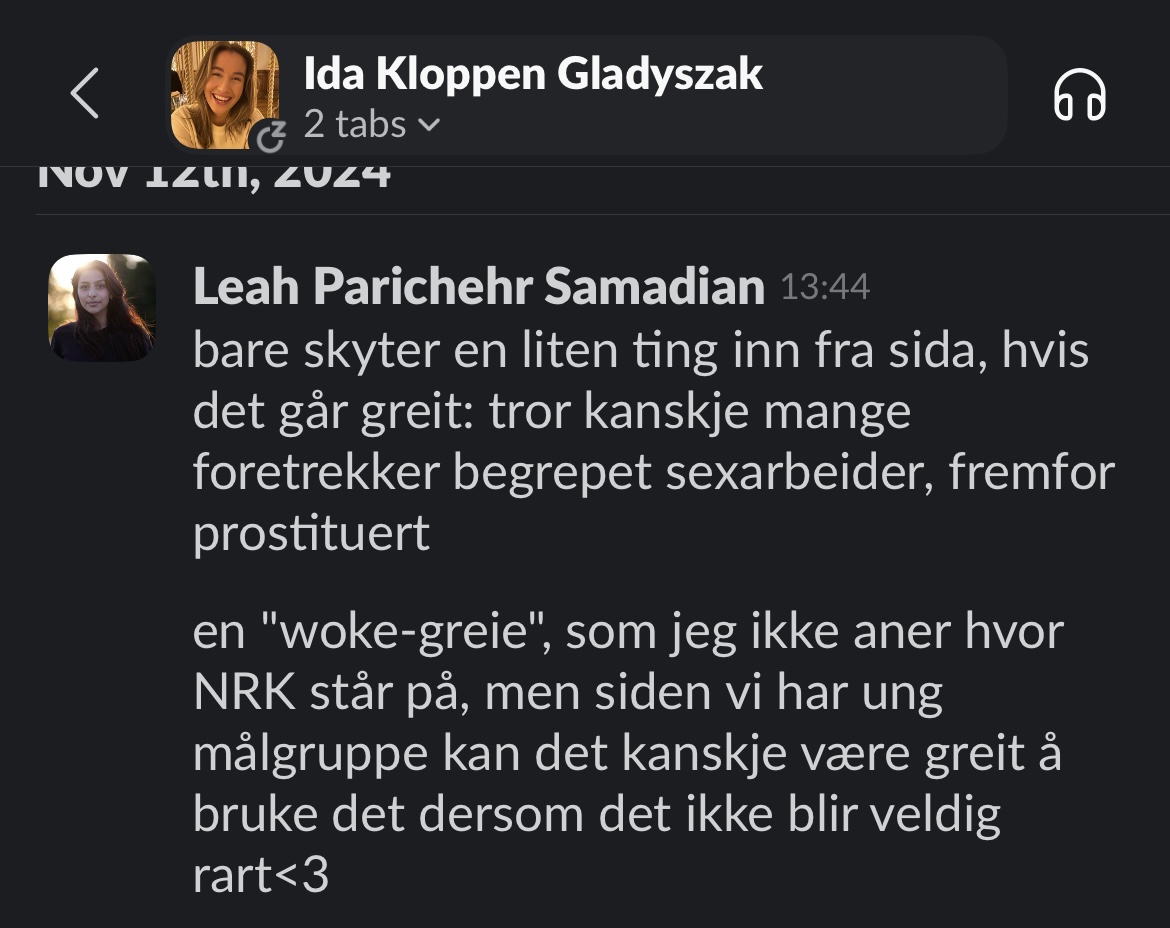 Ida Kloppen Gladyszak
2 tabs
Nov 12th, 2024
Leah Parichehr Samadian 13:44
bare skyter en liten ting inn fra sida, hvis
det går greit: tror kanskje mange
foretrekker begrepet sexarbeider, fremfor
prostituert
en "woke-greie", som jeg ikke aner hvor
NRK står på, men siden vi har ung
målgruppe kan det kanskje være greit å
bruke det dersom det ikke blir veldig
rart<3